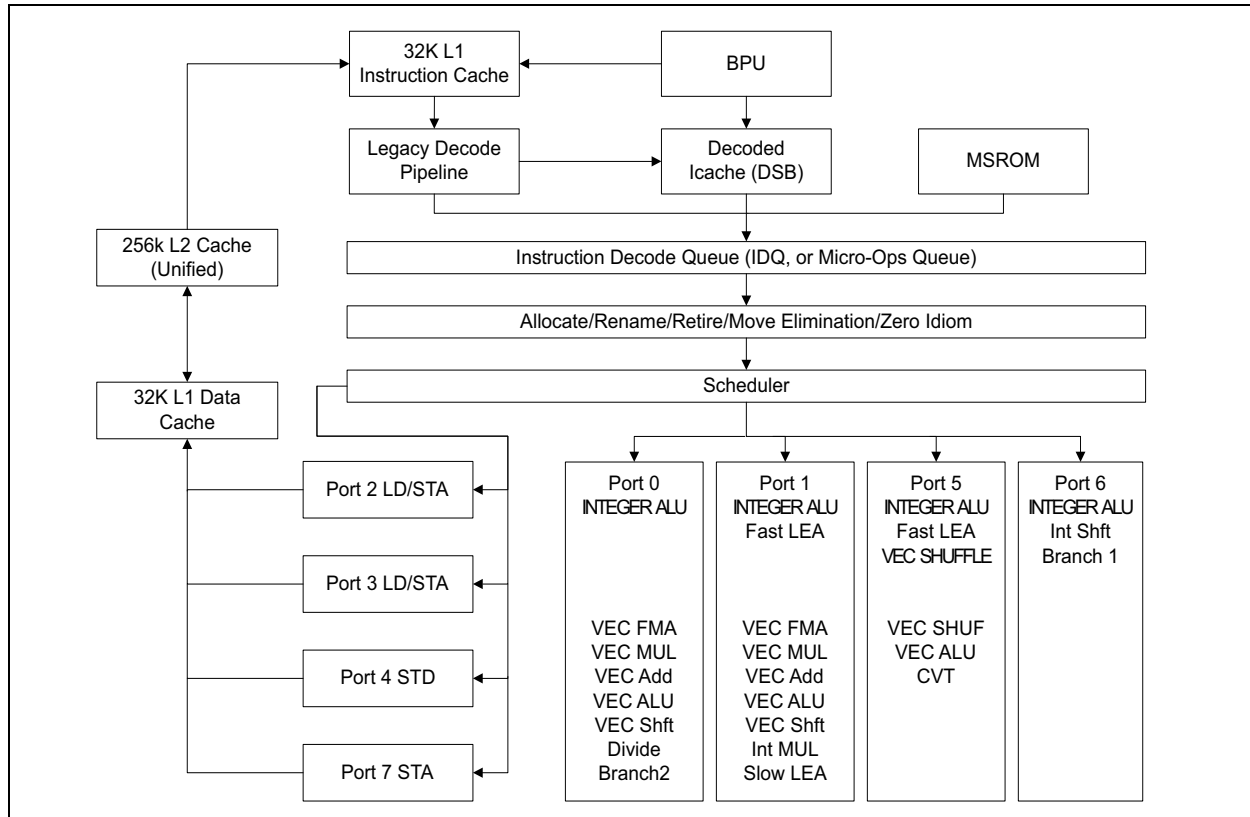 32K L1
Instruction Cache
BPU
Legacy Decode
Pipeline
Decoded
Icache (DSB)
MSROM
256k L2 Cache
(Unified)
Instruction Decode Queue (IDQ, or Micro-Ops Queue)
Allocate/Rename/Retire/Move Elimination/Zero Idiom
Scheduler
32K L1 Data
Cache
Port 2 LD/STA
Port 3 LD/STA
Port 4 STD
Port 7 STA
Port 0
INTEGER ALU
VEC FMA
VEC MUL
VEC Add
VEC ALU
VEC Shft
Divide
Branch2
Port 1
INTEGER ALU
Fast LEA
VEC FMA
VEC MUL
VEC Add
VEC ALU
VEC Shft
Int MUL
Slow LEA
Port 5
INTEGER ALU
Fast LEA
VEC SHUFFLE
VEC SHUF
VEC ALU
CVT
Port 6
INTEGER ALU
Int Shft
Branch 1